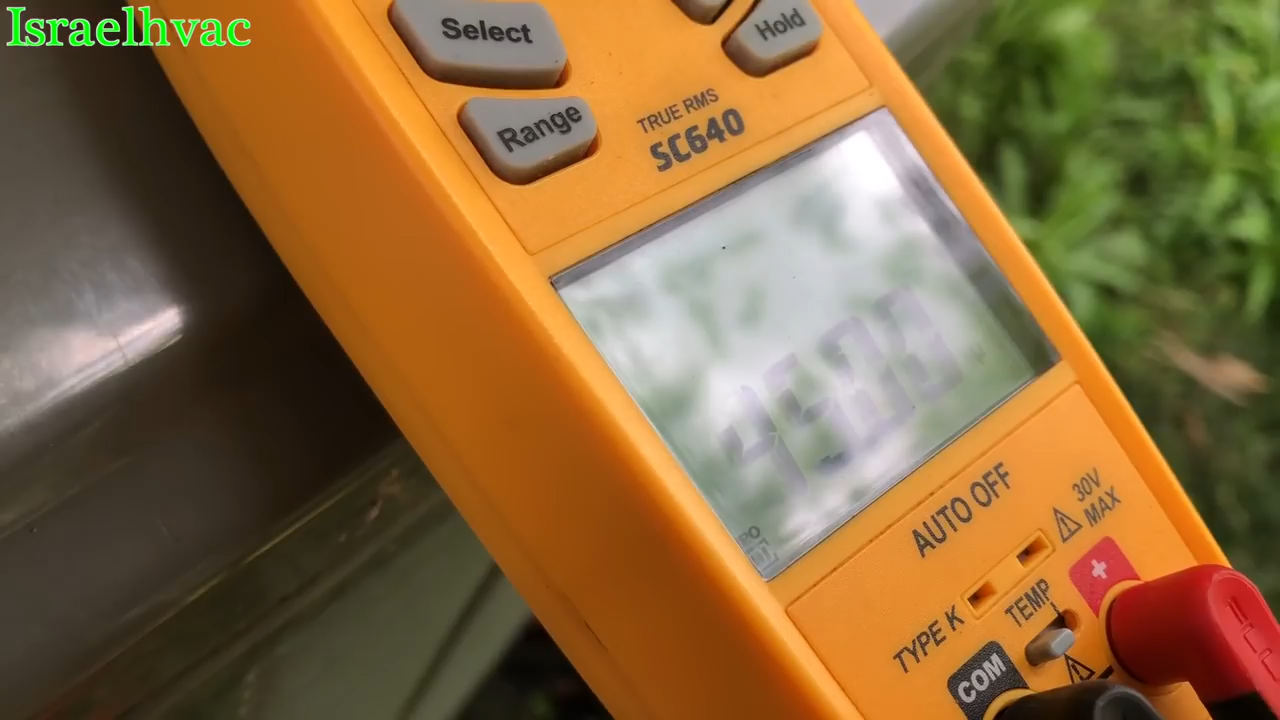 Israelhvac
Select
Hold
Range
TRUE RMS
SC640
AUTO OFF
30V
MAX
TYPE K
TEMP
COM